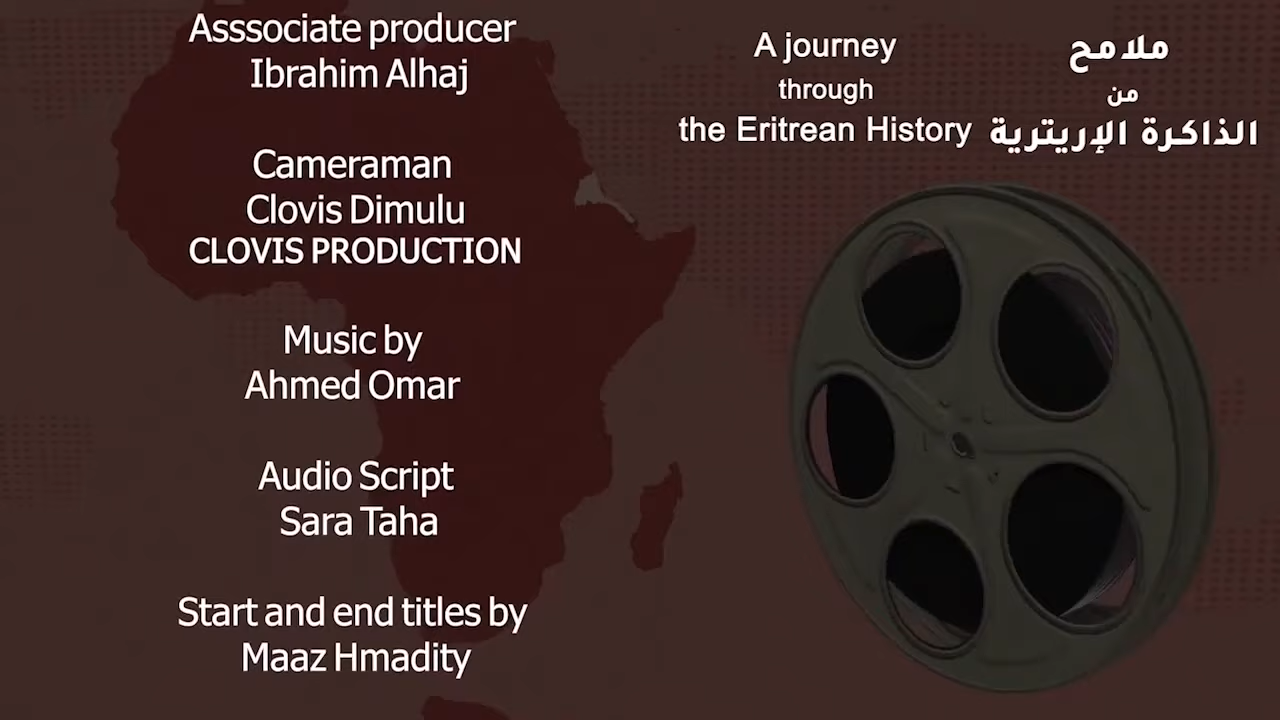 Asssociate producer
Ibrahim Alhaj
Cameraman
Clovis Dimulu
CLOVIS PRODUCTION
Music by
Ahmed Omar
Audio Script
Sara Taha
Start and end titles by
Maaz Hmadity
A journey
through
the Eritrean History
ملامح
من
الذاكرة الإريترية